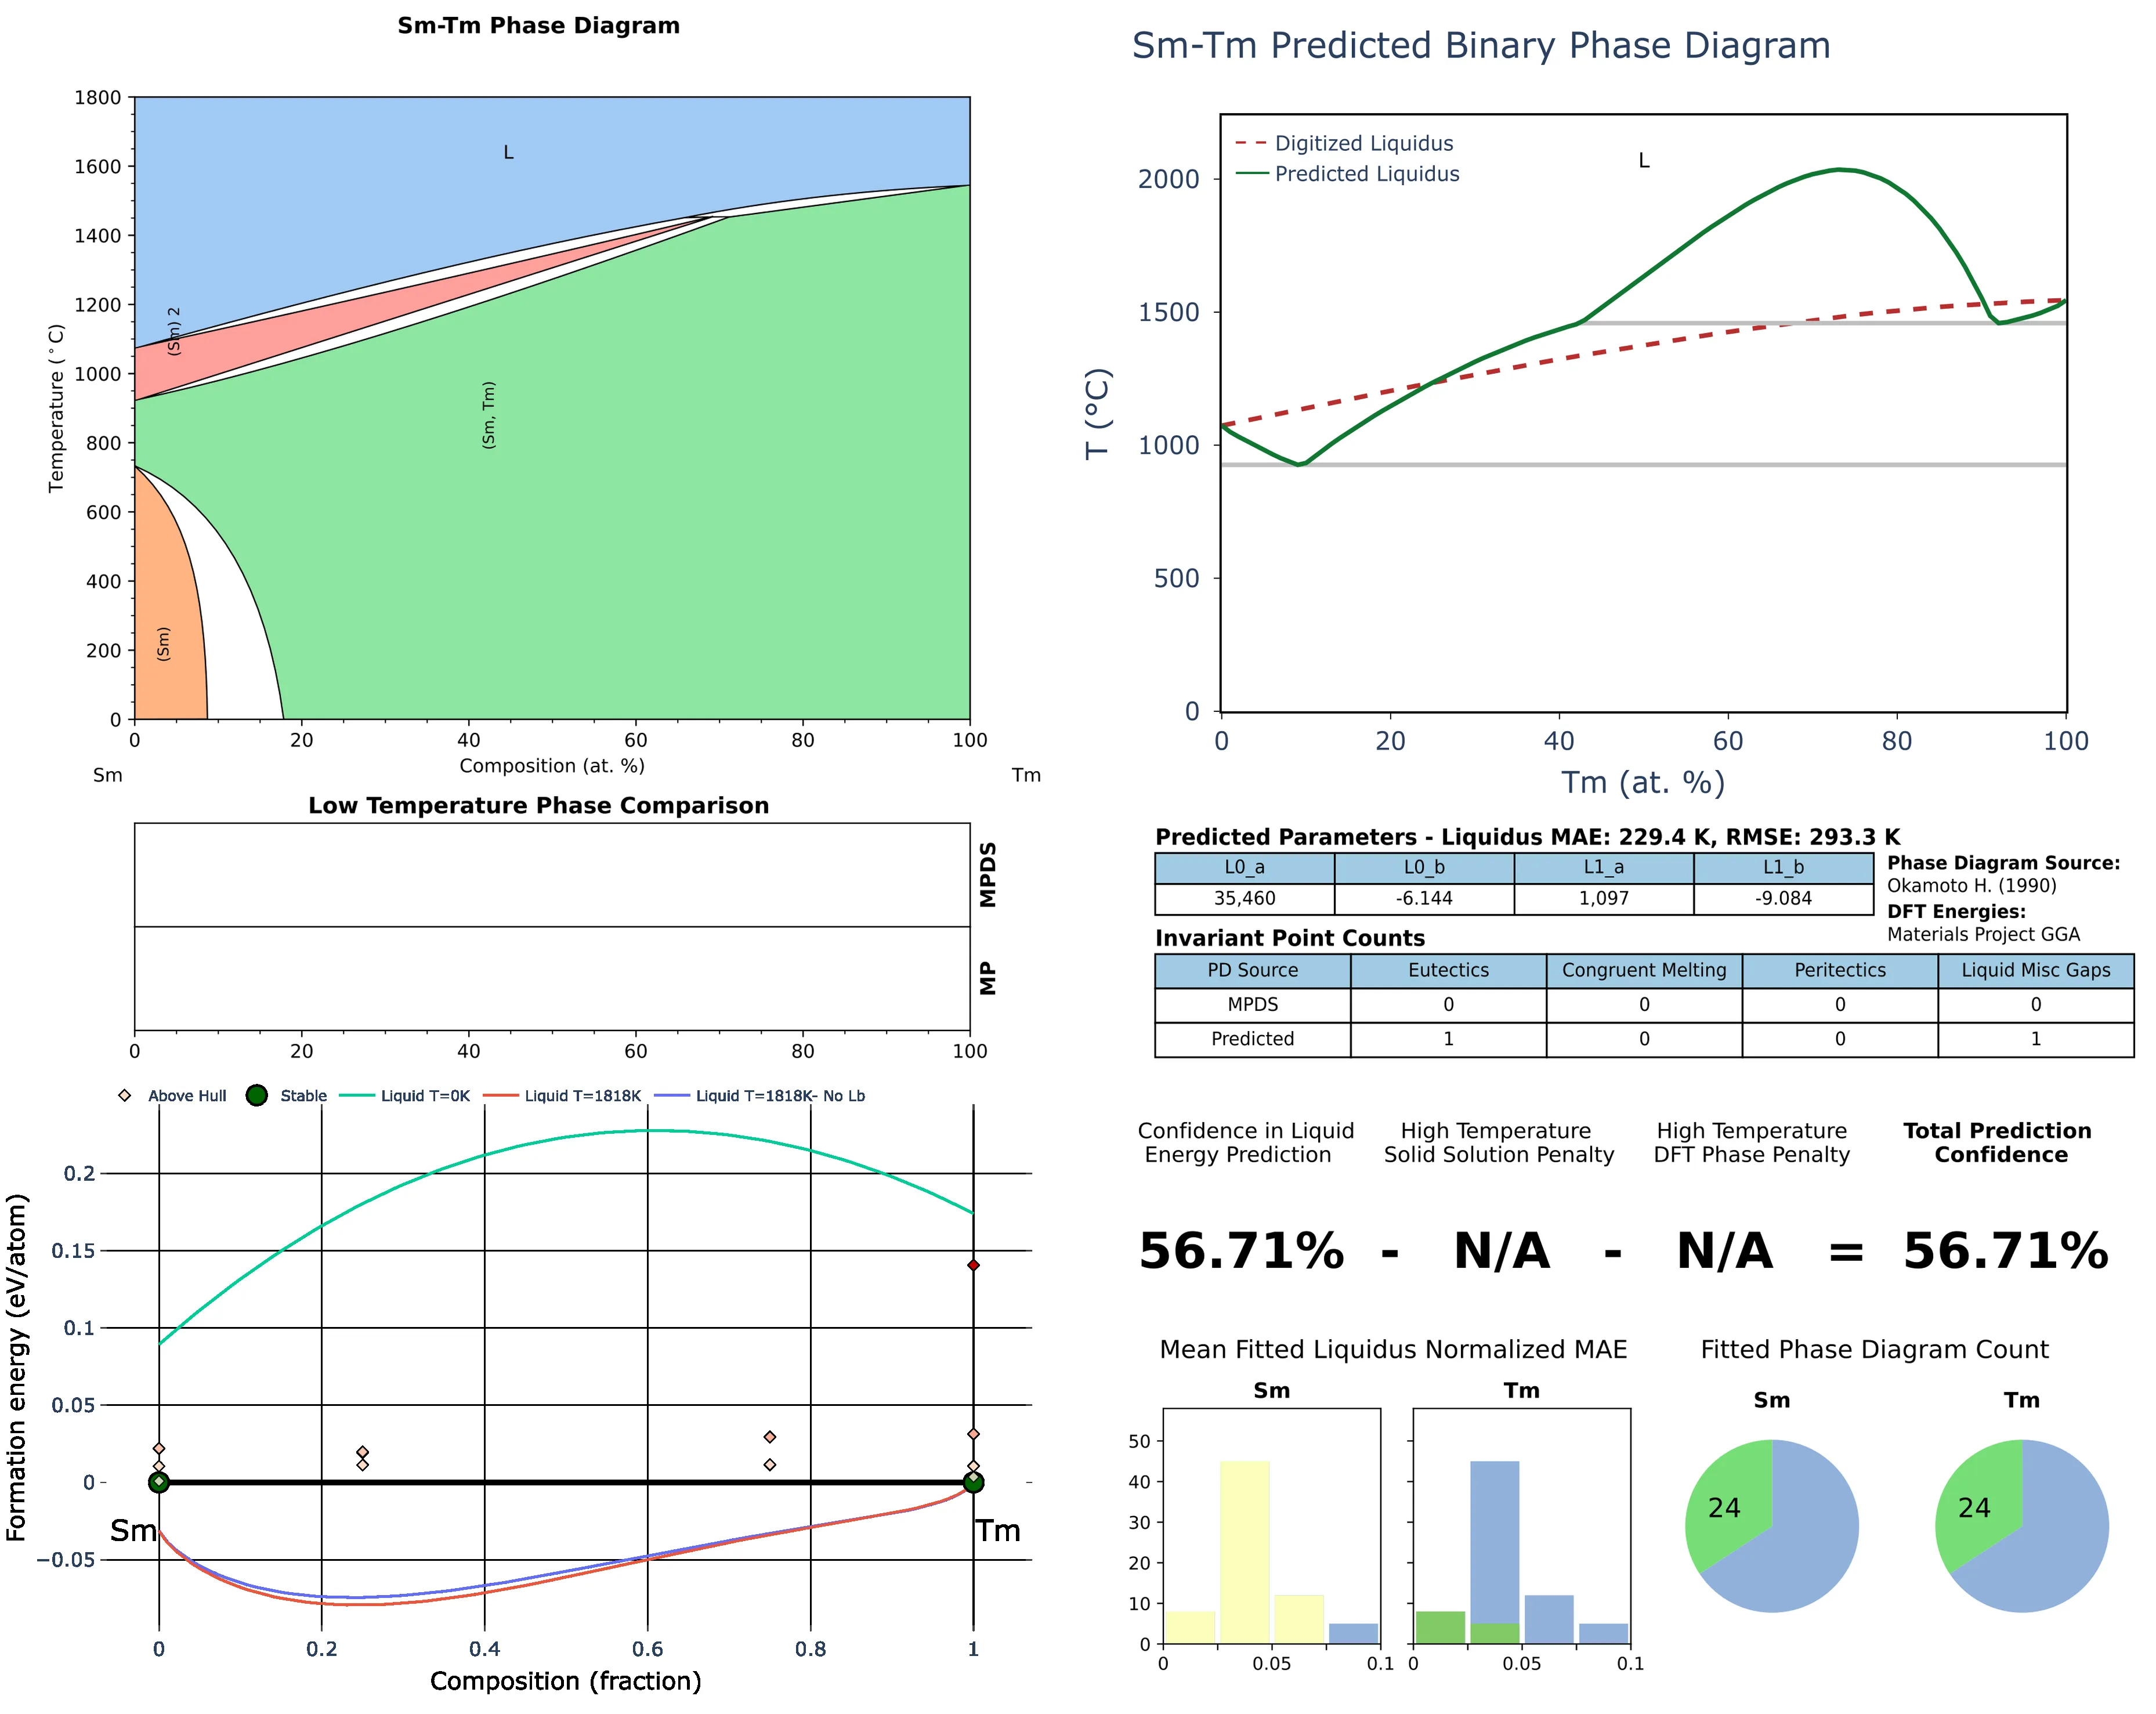 Sm-Tm Phase Diagram
1800
1600
1400
1200
1000
800
600
400
200
0
Temperature (°C)
L
(Sm) 2
(Sm, Tm)
(Sm)
0 20 40 60 80 100
Composition (at. %)
Sm Tm
Low Temperature Phase Comparison
MPDS
MP
0 20 40 60 80 100
Above Hull Stable Liquid T=0K Liquid T=1818K Liquid T=1818K- No Lb
0.2
0.15
0.1
0.05
0
−0.05
Formation energy (eV/atom)
Sm Tm
0 0.2 0.4 0.6 0.8 1
Composition (fraction)
Sm-Tm Predicted Binary Phase Diagram
Digitized Liquidus
Predicted Liquidus
L
2000
1500
1000
500
0
T (°C)
0 20 40 60 80 100
Tm (at. %)
Predicted Parameters - Liquidus MAE: 229.4 K, RMSE: 293.3 K
L0_a L0_b L1_a L1_b
35,460 -6.144 1,097 -9.084
Phase Diagram Source:
Okamoto H. (1990)
DFT Energies:
Materials Project GGA
Invariant Point Counts
PD Source Eutectics Congruent Melting Peritectics Liquid Misc Gaps
MPDS 0 0 0 0
Predicted 1 0 0 1
Confidence in Liquid
Energy Prediction
High Temperature
Solid Solution Penalty
High Temperature
DFT Phase Penalty
Total Prediction
Confidence
56.71% - N/A - N/A = 56.71%
Mean Fitted Liquidus Normalized MAE
Sm Tm
50
40
30
20
10
0
0 0.05 0.1 0 0.05 0.1
Fitted Phase Diagram Count
Sm Tm
24 24